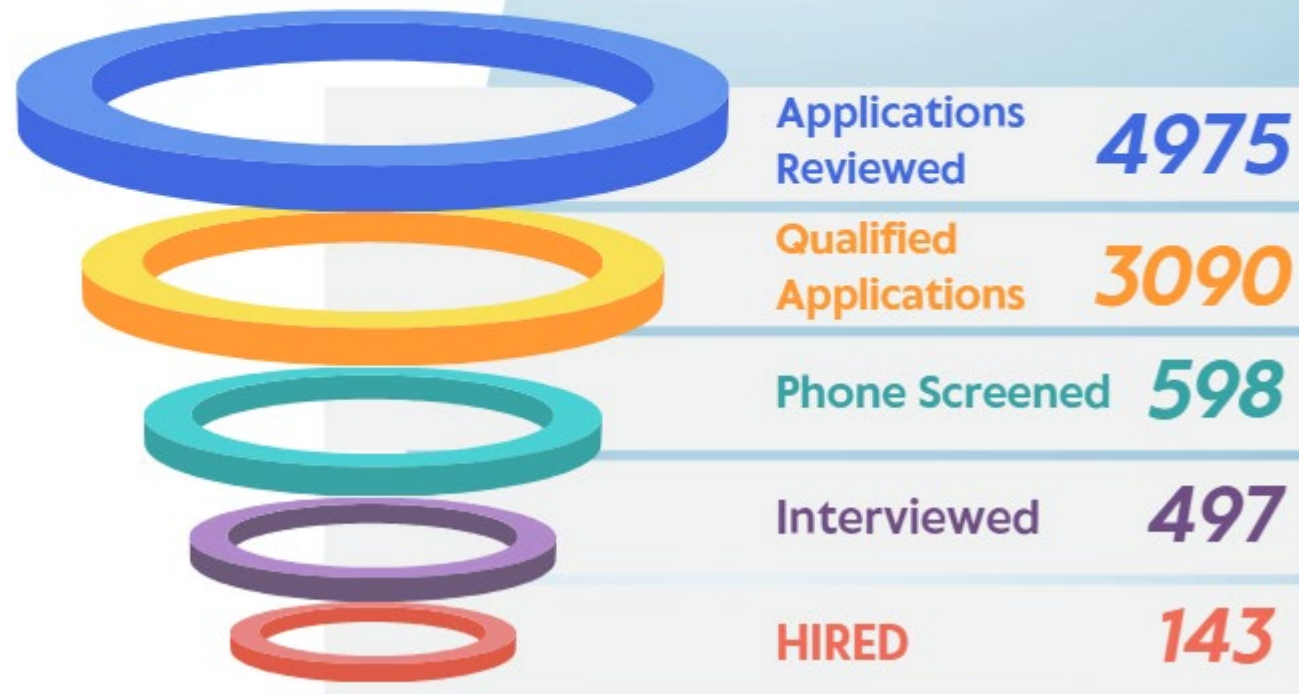 Applications
Reviewed
4975
Qualified
Applications
3090
Phone Screened 598
Interviewed 497
HIRED 143